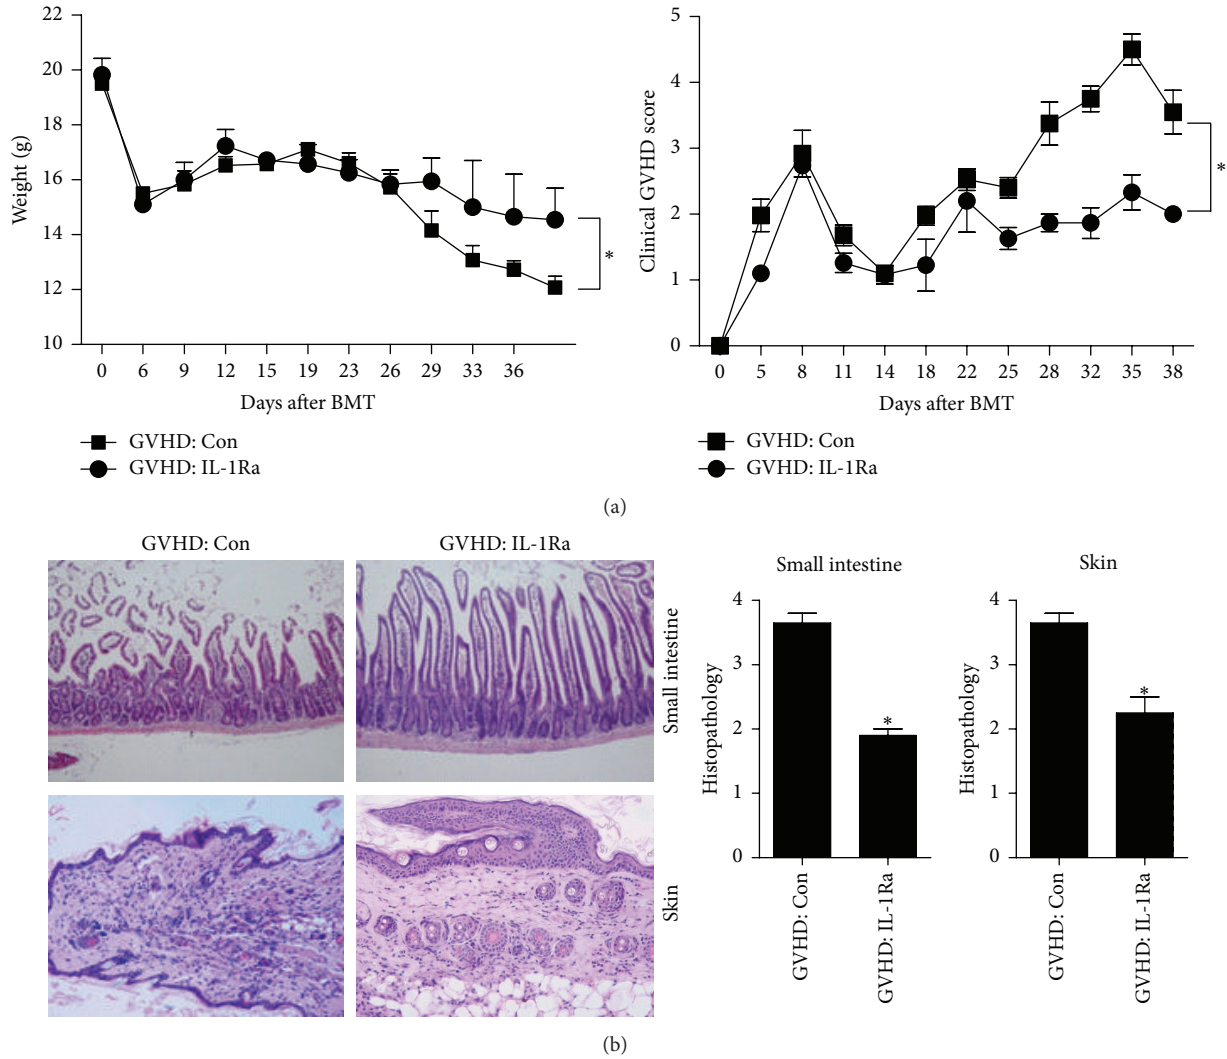 22
20
18
16
14
12
10
Weight (g)
0 6 9 12 15 19 23 26 29 33 36
Days after BMT
*
GVHD: Con
GVHD: IL-1Ra
5
4
3
2
1
0
Clinical GVHD score
0 5 8 11 14 18 22 25 28 32 35 38
Days after BMT
*
GVHD: Con
GVHD: IL-1Ra
(a)
GVHD: Con
GVHD: IL-1Ra
Small intestine
Skin
Small intestine
4
3
2
1
0
Histopathology
*
GVHD: Con
GVHD: IL-1Ra
Skin
4
3
2
1
0
Histopathology
*
GVHD: Con
GVHD: IL-1Ra
(b)